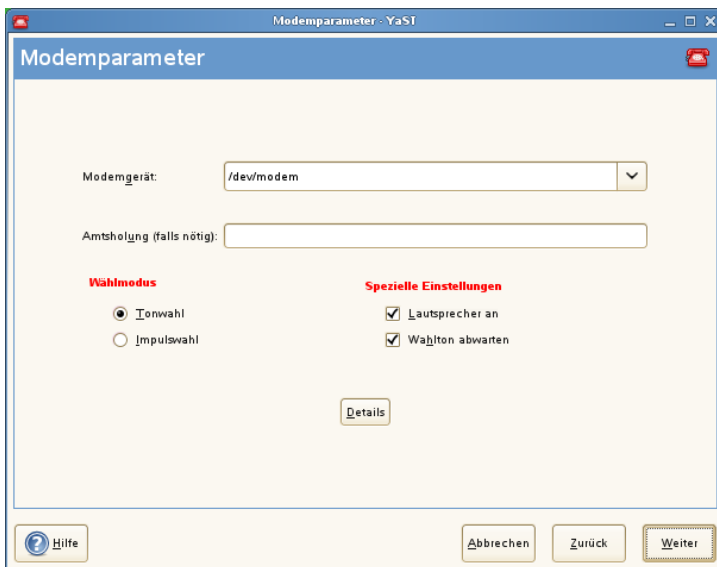 Modemparameter - YaST
Modemparameter
Modemgerät:
/dev/modem
Amtsholung (falls nötig):
Wählmodus
Spezielle Einstellungen
Tonwahl
Lautsprecher an
Impulswahl
Wahlton abwarten
Details
Hilfe
Abbrechen
Zurück
Weiter